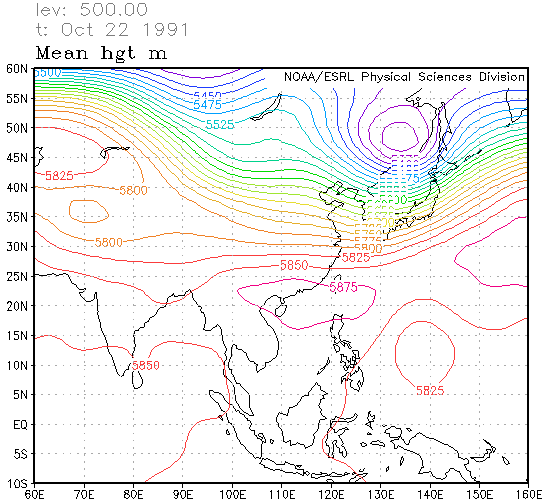 lev: 500.00
t: Oct 22 1991
Mean hgt m
NOAA/ESRL Physical Sciences Division
60N
55N
50N
45N
40N
35N
30N
25N
20N
15N
10N
5N
EQ
5S
10S
5500
5450
5475
5525
5825
5800
5800
5800
5825
5850
5875
5850
5825
60E
70E
80E
90E
100E
110E
120E
130E
140E
150E
160E